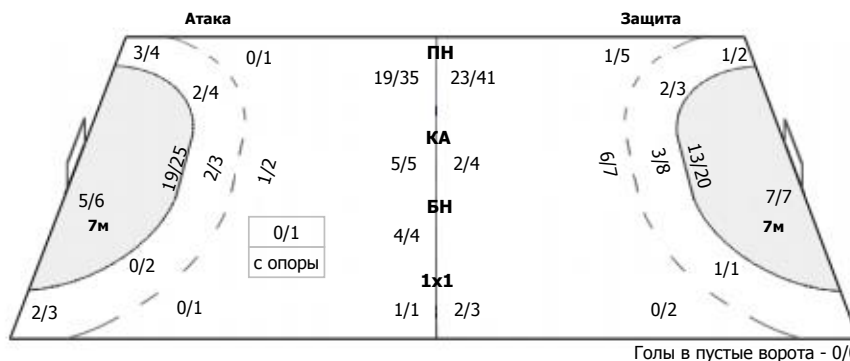 Атака Защита
3/4 0/1 ПН 1/5 1/2
19/35 23/41
2/4 2/3
КА
19/25 2/3 1/2 5/5 2/4 6/7 3/8 13/20
5/6 БН 7/7
7м 0/1 4/4 7м
0/2 с опоры 1/1
1x1
2/3 0/1 1/1 2/3 0/2
Голы в пустые ворота -